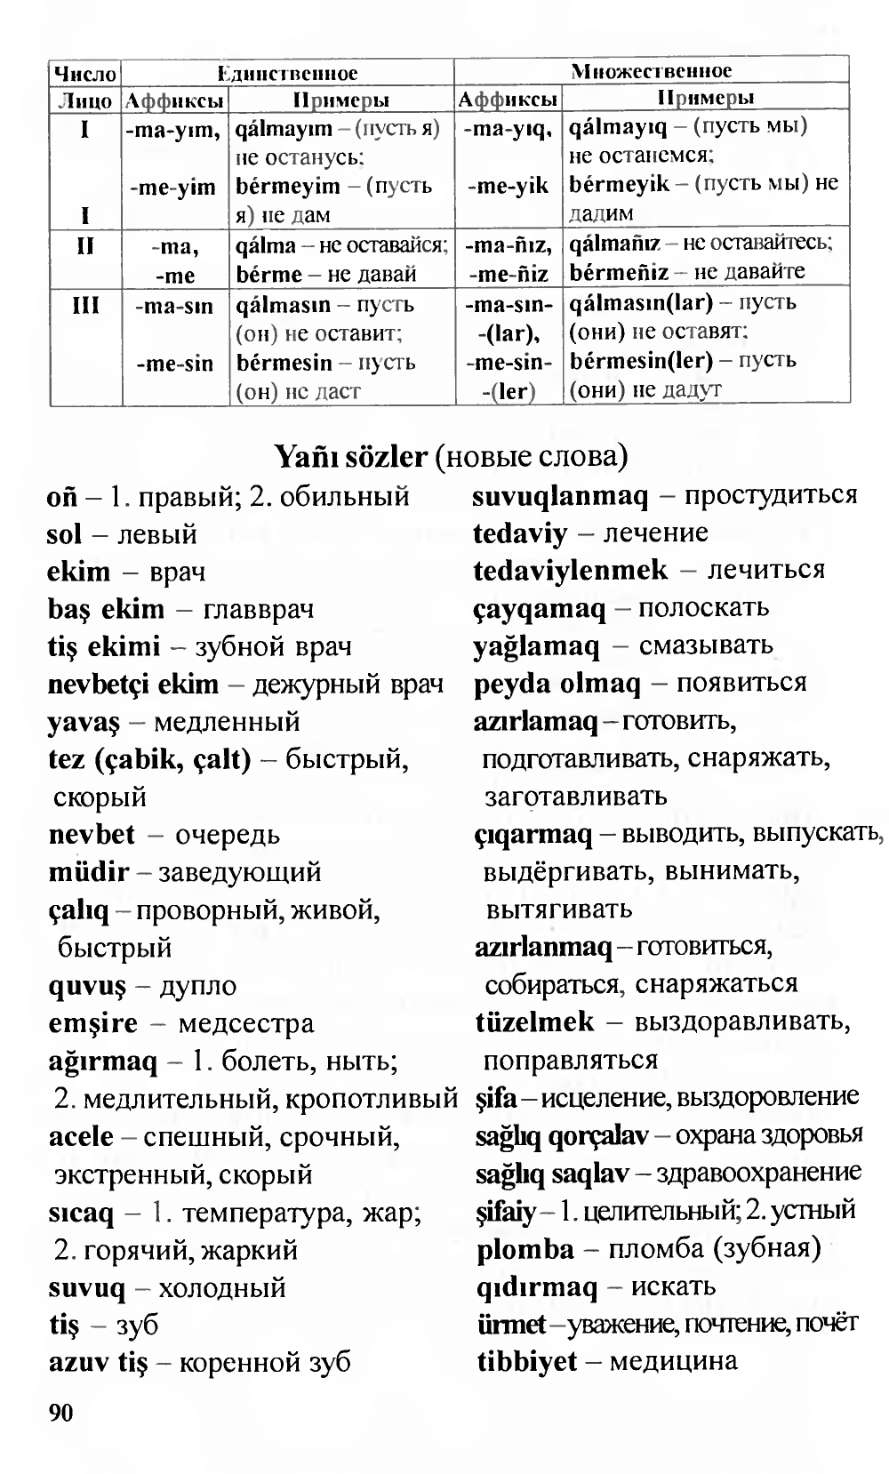 Число Единственное Множественное
Лицо Аффиксы Примеры Аффиксы Примеры
I -ma-yım, qálmayım – (пусть я) -ma-yıq, qálmayıq – (пусть мы)
не останусь; не останемся;
-me-yim bérmeyim – (пусть -me-yik bérmeyik – (пусть мы) не
I я) не дам дадим
II -ma, qálma – не оставайся; -ma-ñız, qálmañız – не оставайтесь;
-me bérme – не давай -me-ñiz bérmeñiz – не давайте
III -ma-sın qálmasın – пусть -ma-sın- qálmasın(lar) – пусть
(он) не оставит; -(lar), (они) не оставят;
-me-sin bérmesin – пусть -me-sin- bérmesin(ler) – пусть
(он) не даст -(ler) (они) не дадут
Yañı sözler (новые слова)
oñ – 1. правый; 2. обильный
sol – левый
ekim – врач
baş ekim – главврач
tiş ekimi – зубной врач
nevbetçi ekim – дежурный врач
yavaş – медленный
tez (çabik, çalt) – быстрый,
скорый
nevbet – очередь
müdir – заведующий
çalıq – проворный, живой,
быстрый
quvuş – дупло
emşire – медсестра
ağırmaq – 1. болеть, ныть;
2. медлительный, кропотливый
acele – спешный, срочный,
экстренный, скорый
sıcaq – 1. температура, жар;
2. горячий, жаркий
suvuq – холодный
tiş – зуб
azuv tiş – коренной зуб
suvuqlanmaq – простудиться
tedaviy – лечение
tedaviylenmek – лечиться
çayqamaq – полоскать
yağlamaq – смазывать
peyda olmaq – появиться
azırlamaq – готовить,
подготавливать, снаряжать,
заготавливать
çıqarmaq – выводить, выпускать,
выдёргивать, вынимать,
вытягивать
azırlanmaq – готовиться,
собираться, снаряжаться
tüzelmek – выздоравливать,
поправляться
şifa – исцеление, выздоровление
sağlıq qorçalav – охрана здоровья
sağlıq saqlav – здравоохранение
şifaiy – 1. целительный; 2. устный
plomba – пломба (зубная)
qıdırmaq – искать
ürmet – уважение, почтение, почёт
tibbiyet – медицина
90